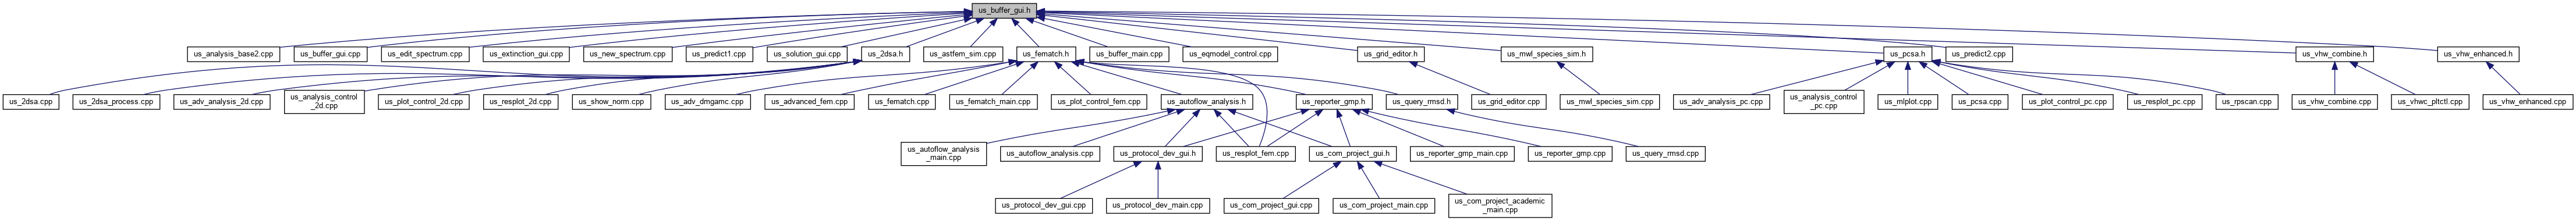 us_buffer_gui.h
us_analysis_base2.cpp
us_buffer_gui.cpp
us_edit_spectrum.cpp
us_extinction_gui.cpp
us_new_spectrum.cpp
us_predict1.cpp
us_solution_gui.cpp
us_2dsa.h
us_astfem_sim.cpp
us_fematch.h
us_buffer_main.cpp
us_eqmodel_control.cpp
us_grid_editor.h
us_mwl_species_sim.h
us_pcsa.h
us_predict2.cpp
us_vhw_combine.h
us_vhw_enhanced.h
us_2dsa.cpp
us_2dsa_process.cpp
us_adv_analysis_2d.cpp
us_analysis_control
_2d.cpp
us_plot_control_2d.cpp
us_resplot_2d.cpp
us_show_norm.cpp
us_adv_dmgamc.cpp
us_advanced_fem.cpp
us_fematch.cpp
us_fematch_main.cpp
us_plot_control_fem.cpp
us_autoflow_analysis.h
us_reporter_gmp.h
us_query_rmsd.h
us_grid_editor.cpp
us_mwl_species_sim.cpp
us_adv_analysis_pc.cpp
us_analysis_control
_pc.cpp
us_mlplot.cpp
us_pcsa.cpp
us_plot_control_pc.cpp
us_resplot_pc.cpp
us_rpscan.cpp
us_vhw_combine.cpp
us_vhwc_pltctl.cpp
us_vhw_enhanced.cpp
us_autoflow_analysis
_main.cpp
us_autoflow_analysis.cpp
us_protocol_dev_gui.h
us_resplot_fem.cpp
us_com_project_gui.h
us_reporter_gmp_main.cpp
us_reporter_gmp.cpp
us_query_rmsd.cpp
us_protocol_dev_gui.cpp
us_protocol_dev_main.cpp
us_com_project_gui.cpp
us_com_project_main.cpp
us_com_project_academic
_main.cpp